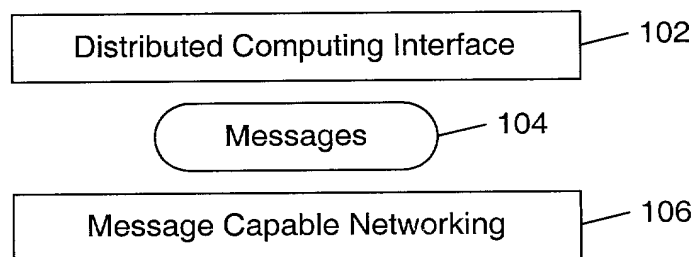 Distributed Computing Interface 102
Messages 104
Message Capable Networking 106